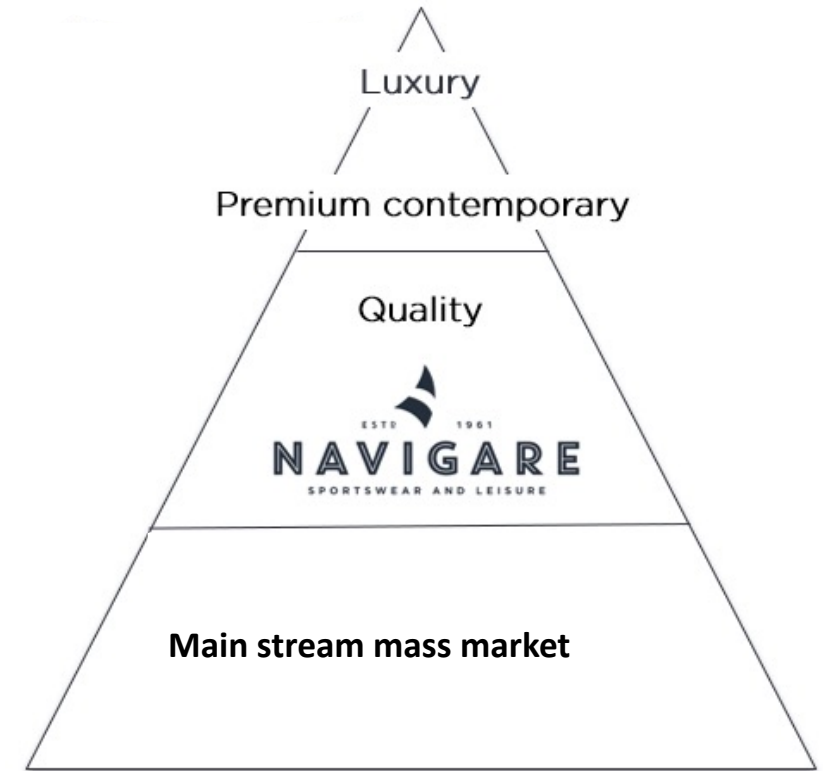 Luxury
Premium contemporary
Quality
ESTD 1961
NAVIGARE
SPORTSWEAR AND LEISURE
Main stream mass market